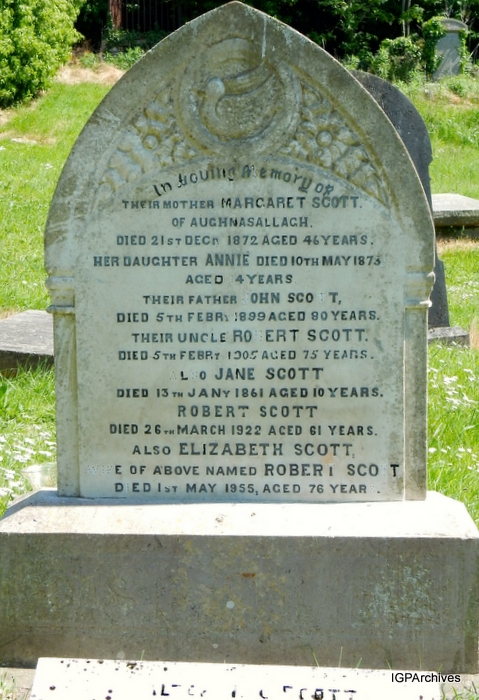 In Loving Memory of
THEIR MOTHER MARGARET SCOTT.
OF AUGHNASALLAGH.
DIED 21ST DECR 1872 AGED 46 YEARS.
HER DAUGHTER ANNIE DIED 10TH MAY 1873
AGED 4 YEARS
THEIR FATHER OHN SCO T,
DIED 5TH FEBRY 1899 AGED 80 YEARS.
THEIR UNCLE RO ERT SCOTT.
DIED 5TH FEBRY 1905 AGED 75 YEARS.
L O JANE SCOTT
DIED 13TH JANY 1861 AGED 10 YEARS.
ROBERT SCOTT
DIED 26TH MARCH 1922 AGED 61 YEARS.
ALSO ELIZABETH SCOTT,
E OF ABOVE NAMED ROBERT SCO T
DIED 1ST MAY 1955, AGED 76 YEAR .
SCOTT
IGPArchives